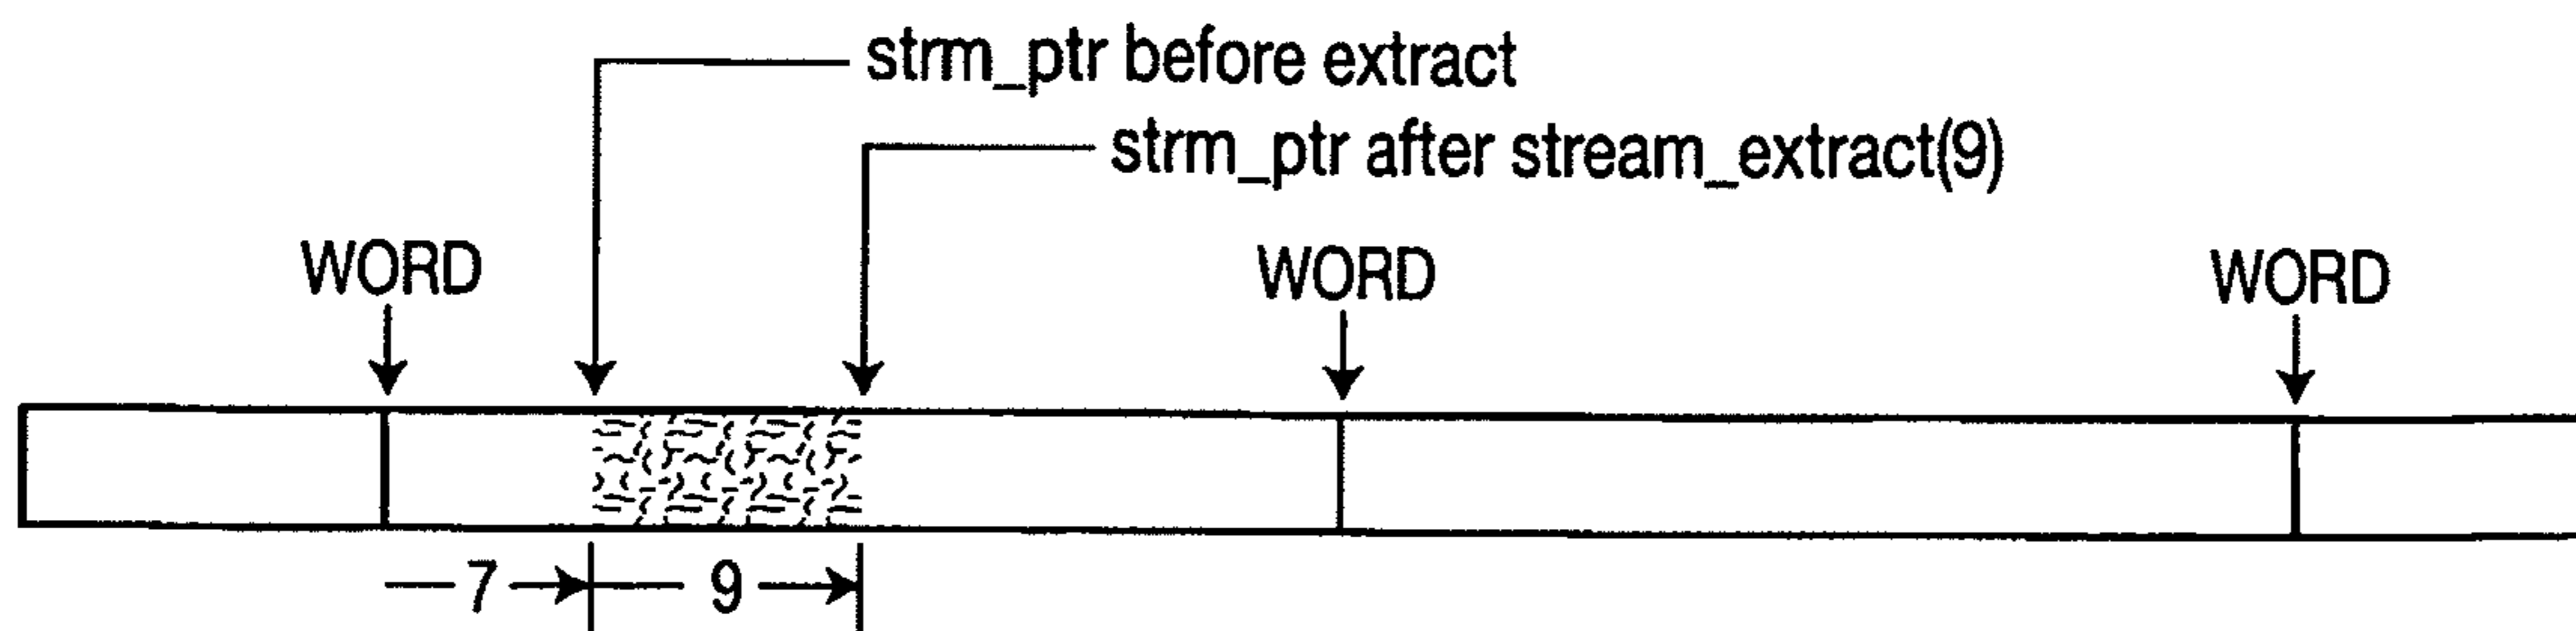 strm_ptr before extract
strm_ptr after stream_extract(9)
WORD
WORD
WORD
7
9